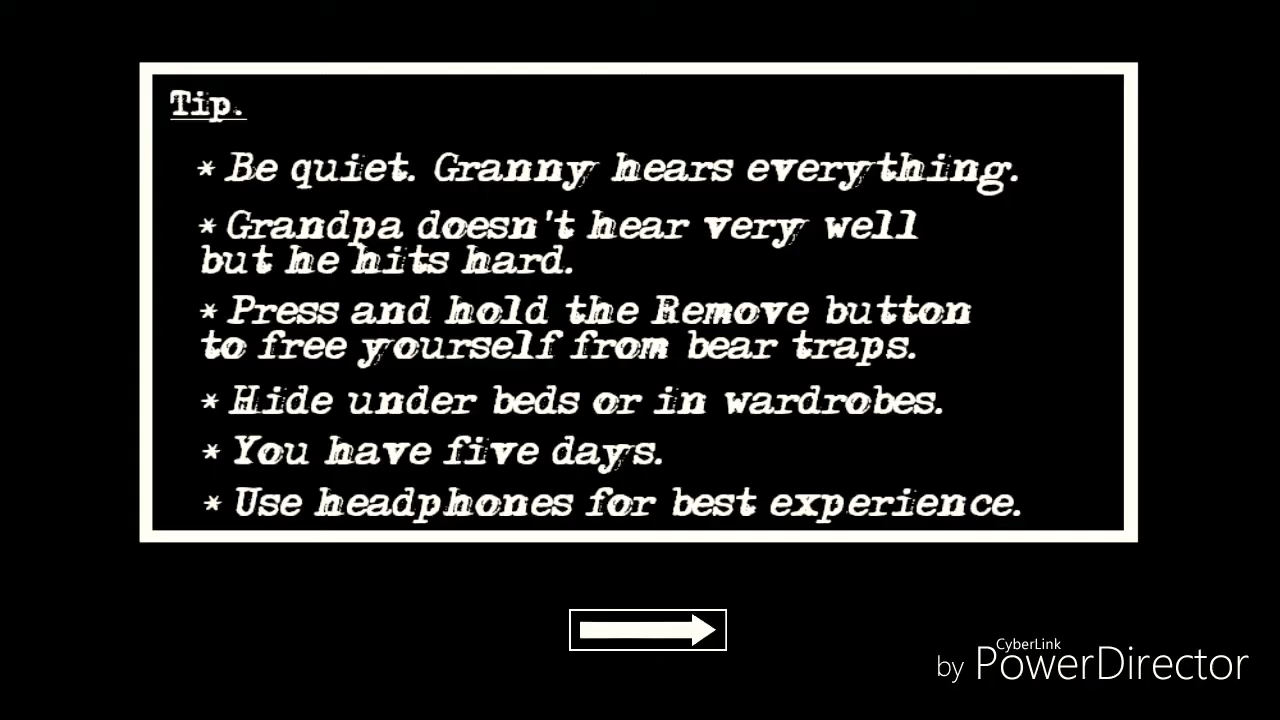 Tip.
* Be quiet. Granny hears everything.
* Grandpa doesn't hear very well
but he hits hard.
* Press and hold the Remove button
to free yourself from bear traps.
* Hide under beds or in wardrobes.
* You have five days.
* Use headphones for best experience.
CyberLink
by PowerDirector